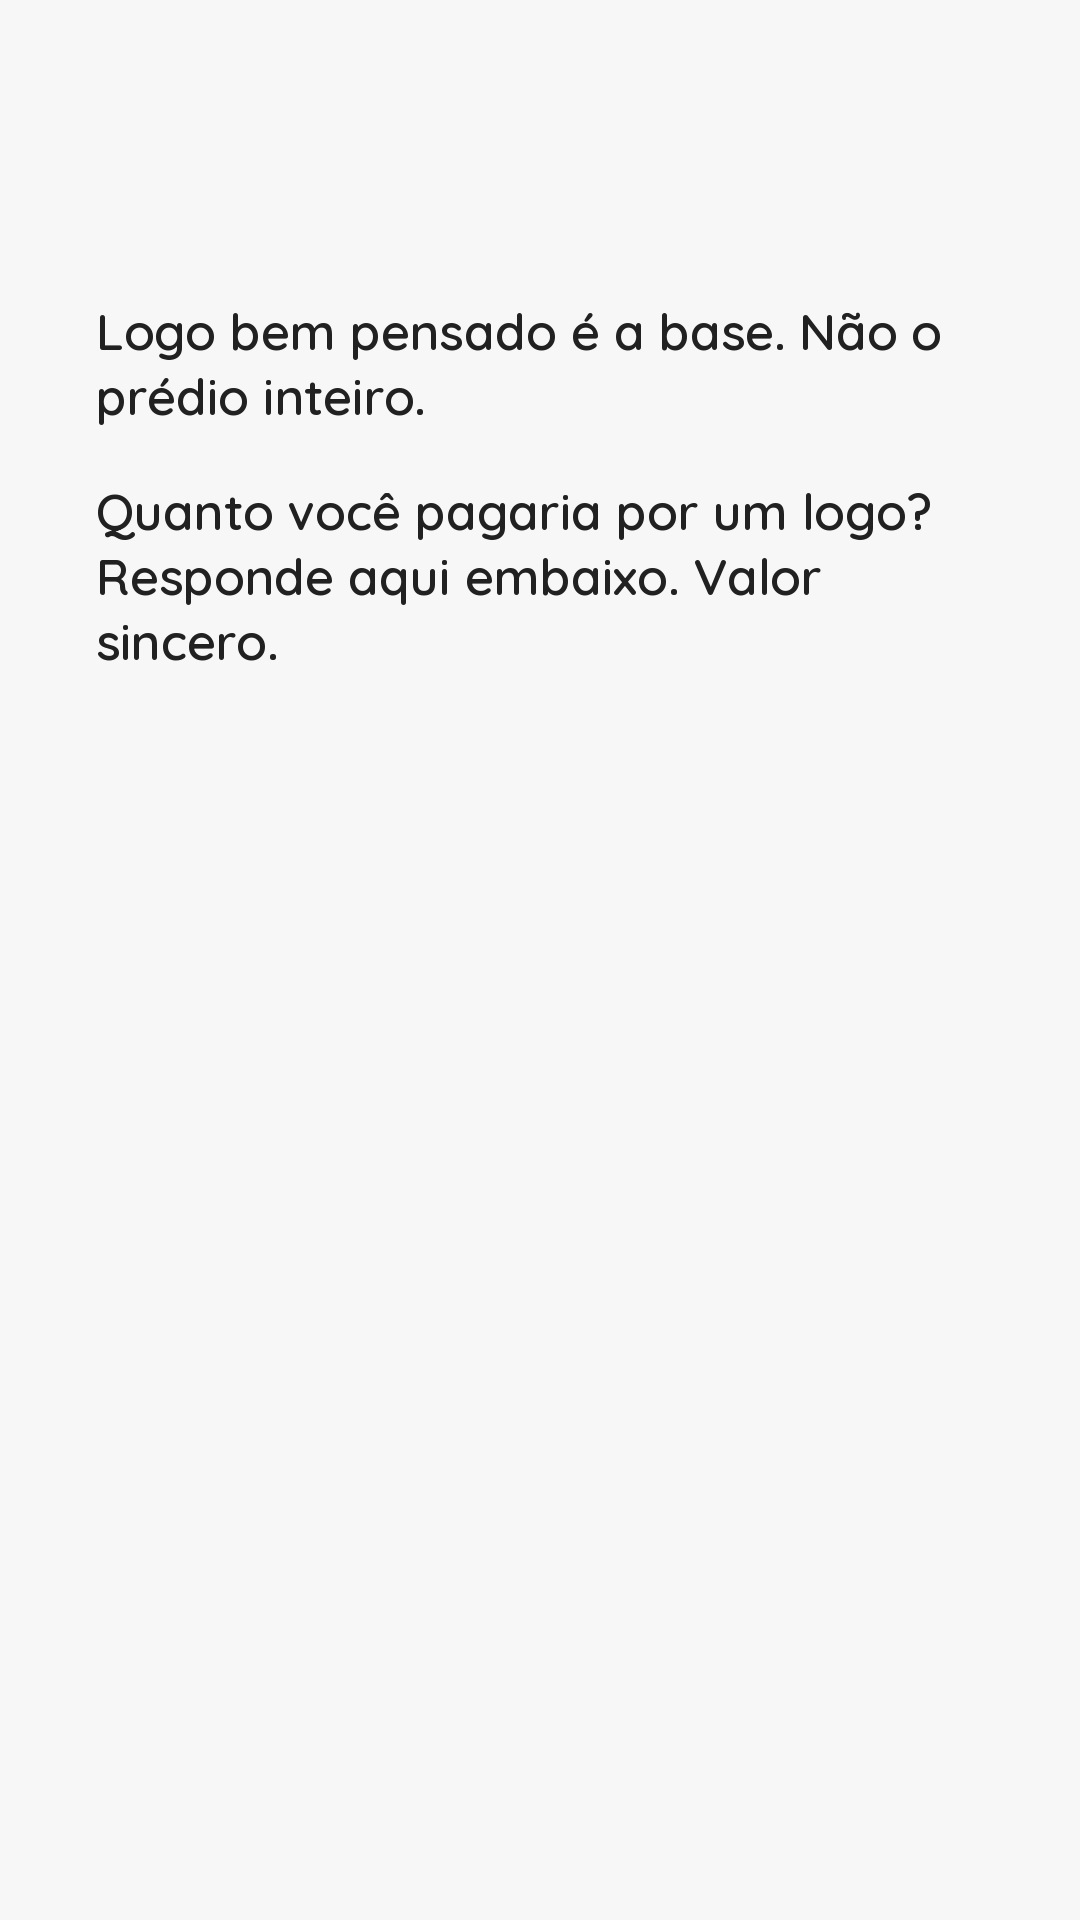 Logo bem pensado é a base. Não o
prédio inteiro.
Quanto você pagaria por um logo?
Responde aqui embaixo. Valor
sincero.